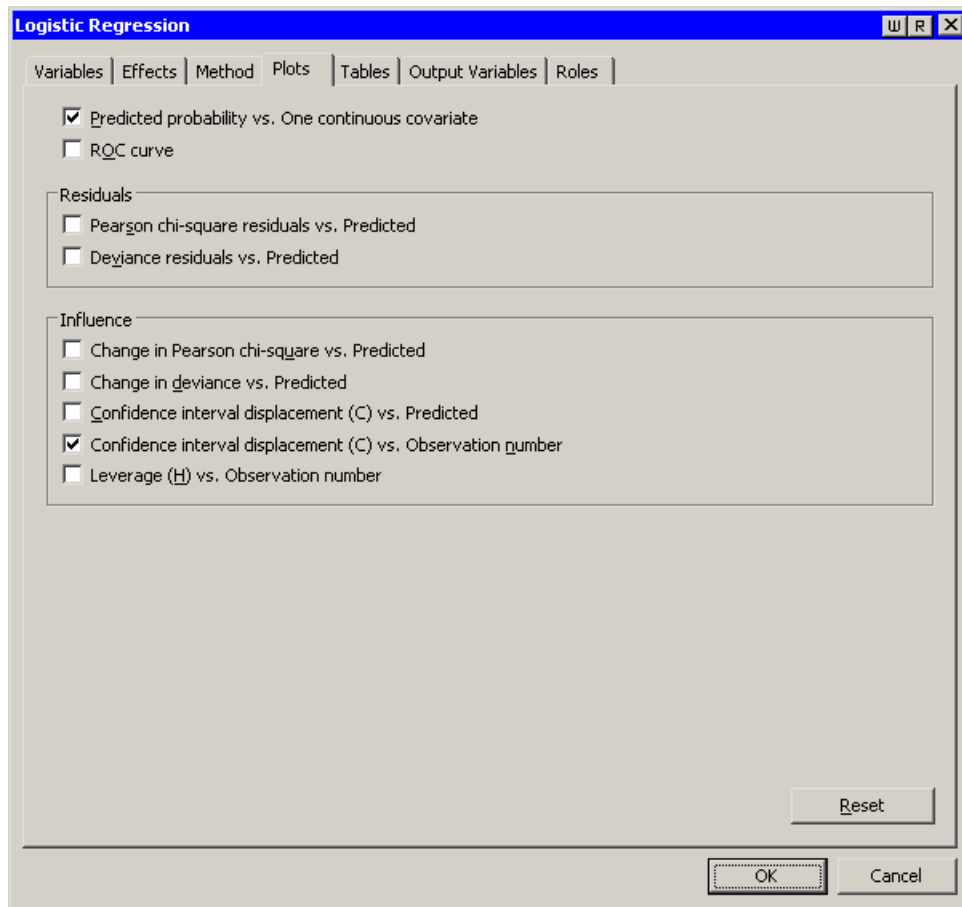 Logistic Regression W R
Variables Effects Method Plots Tables Output Variables Roles
Predicted probability vs. One continuous covariate
ROC curve
Residuals
Pearson chi-square residuals vs. Predicted
Deviance residuals vs. Predicted
Influence
Change in Pearson chi-square vs. Predicted
Change in deviance vs. Predicted
Confidence interval displacement (C) vs. Predicted
Confidence interval displacement (C) vs. Observation number
Leverage (H) vs. Observation number
Reset
OK Cancel